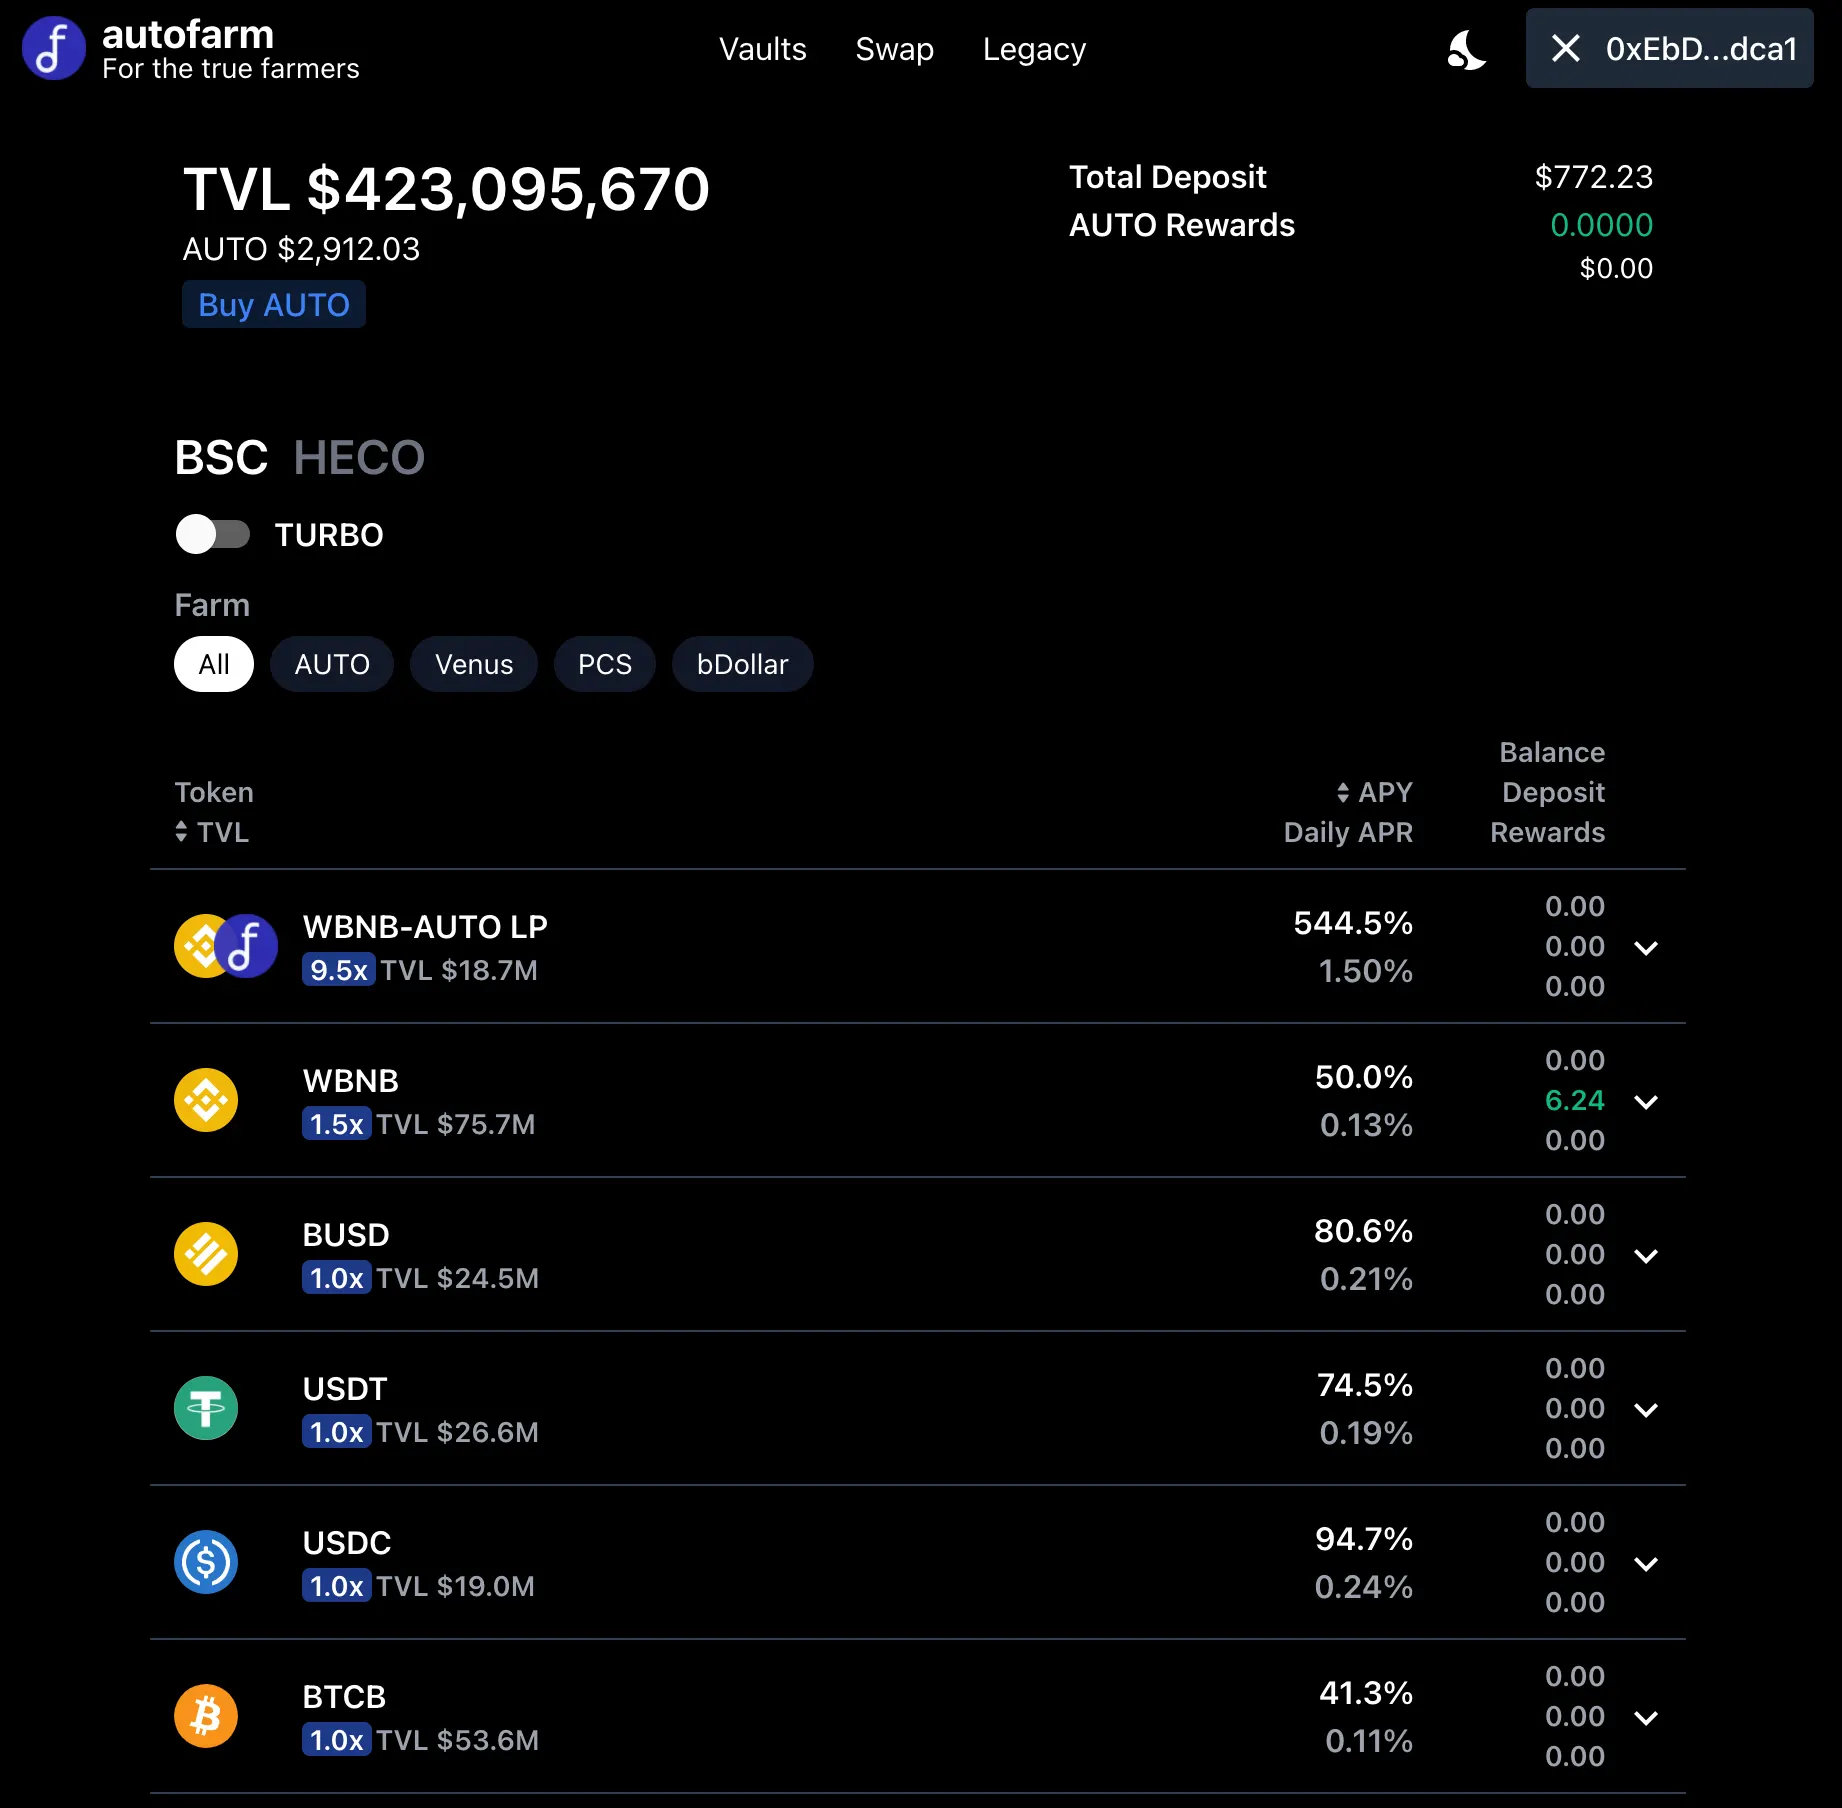 autofarm
For the true farmers
Vaults
Swap
Legacy
0xEbD...dca1
TVL $423,095,670
AUTO $2,912.03
Buy AUTO
Total Deposit $772.23
AUTO Rewards 0.0000
$0.00
BSC HECO
TURBO
Farm
All AUTO Venus PCS bDollar
Token
TVL
APY
Daily APR
Balance
Deposit
Rewards
WBNB-AUTO LP
9.5x TVL $18.7M
544.5%
1.50%
0.00
0.00
0.00
WBNB
1.5x TVL $75.7M
50.0%
0.13%
0.00
6.24
0.00
BUSD
1.0x TVL $24.5M
80.6%
0.21%
0.00
0.00
0.00
USDT
1.0x TVL $26.6M
74.5%
0.19%
0.00
0.00
0.00
USDC
1.0x TVL $19.0M
94.7%
0.24%
0.00
0.00
0.00
BTCB
1.0x TVL $53.6M
41.3%
0.11%
0.00
0.00
0.00